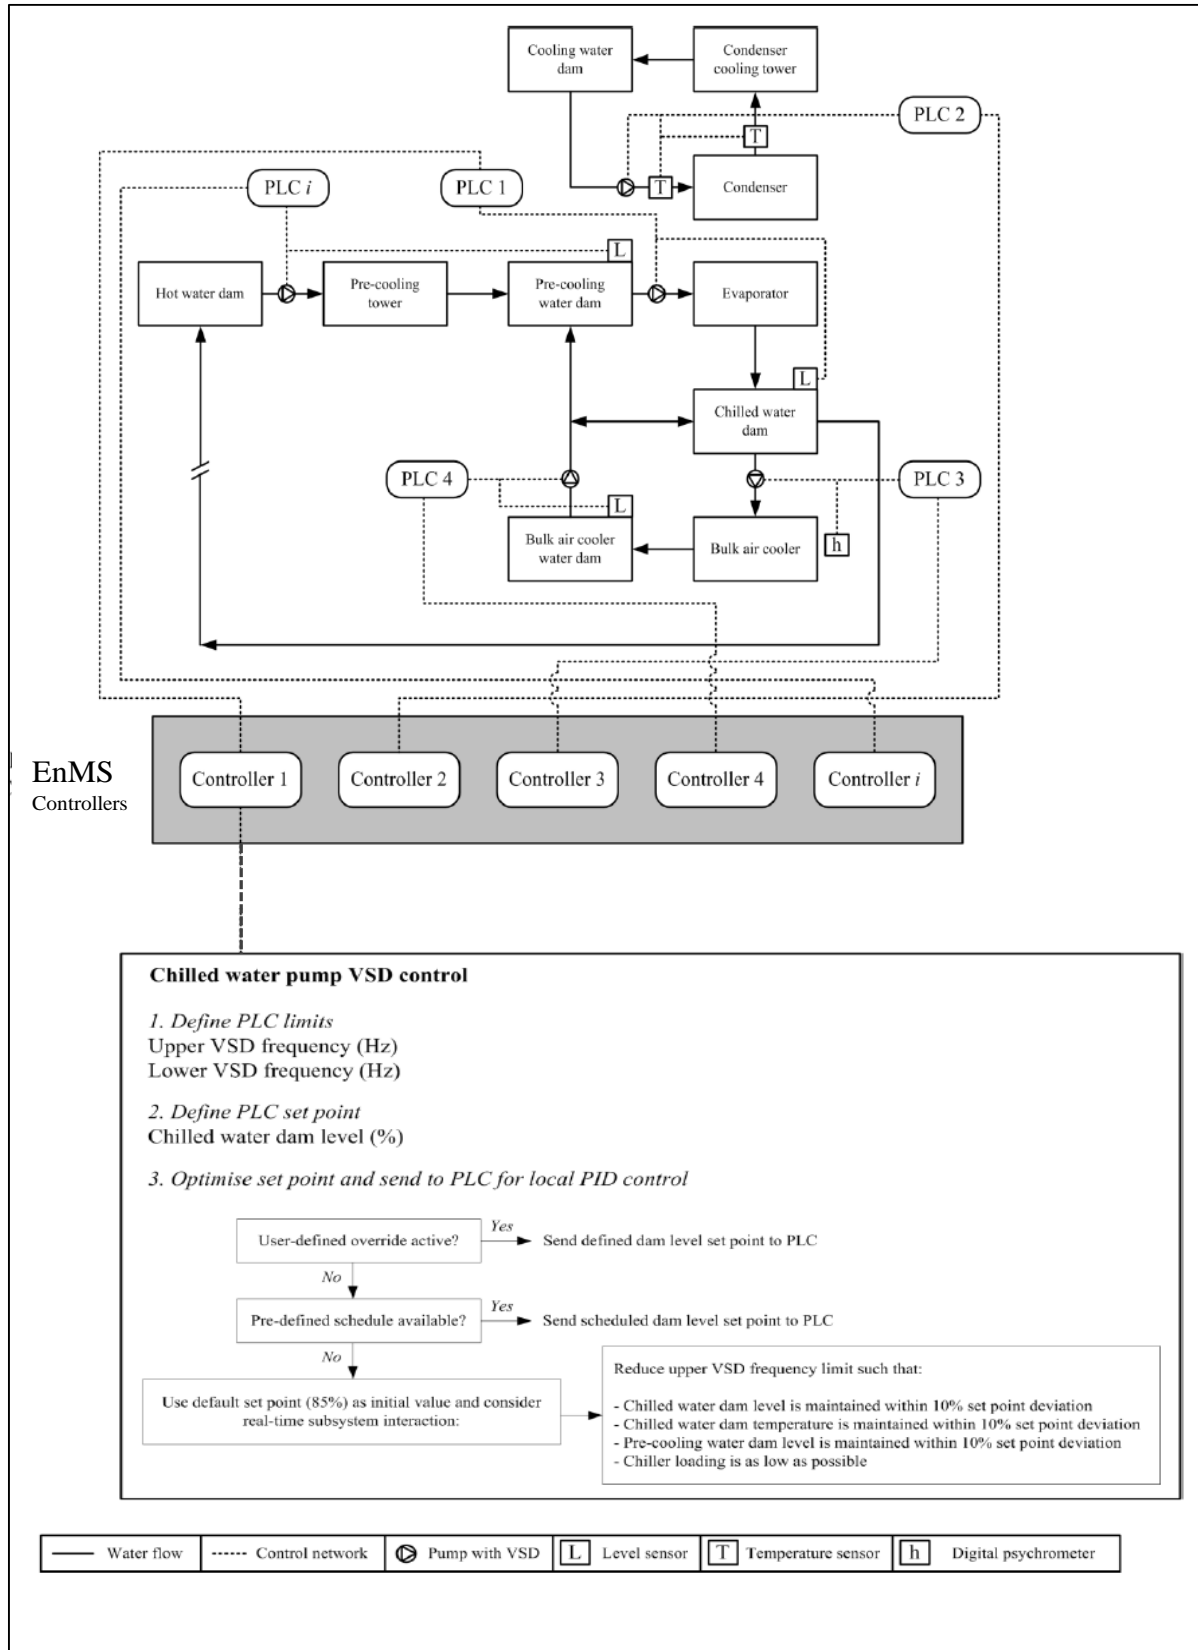 Cooling water
dam
Condenser
cooling tower
PLC 2
T
T
Condenser
PLC i
PLC 1
L
Hot water dam
Pre-cooling
tower
Pre-cooling
water dam
Evaporator
L
Chilled water
dam
PLC 4
PLC 3
L
Bulk air cooler
water dam
Bulk air cooler
h
EnMS
Controllers
Controller 1
Controller 2
Controller 3
Controller 4
Controller i
Chilled water pump VSD control
1. Define PLC limits
Upper VSD frequency (Hz)
Lower VSD frequency (Hz)
2. Define PLC set point
Chilled water dam level (%)
3. Optimise set point and send to PLC for local PID control
User-defined override active?
Yes
Send defined dam level set point to PLC
No
Pre-defined schedule available?
Yes
Send scheduled dam level set point to PLC
No
Use default set point (85%) as initial value and consider
real-time subsystem interaction:
Reduce upper VSD frequency limit such that:
- Chilled water dam level is maintained within 10% set point deviation
- Chilled water dam temperature is maintained within 10% set point deviation
- Pre-cooling water dam level is maintained within 10% set point deviation
- Chiller loading is as low as possible
Water flow
Control network
Pump with VSD
L Level sensor
T Temperature sensor
h Digital psychrometer